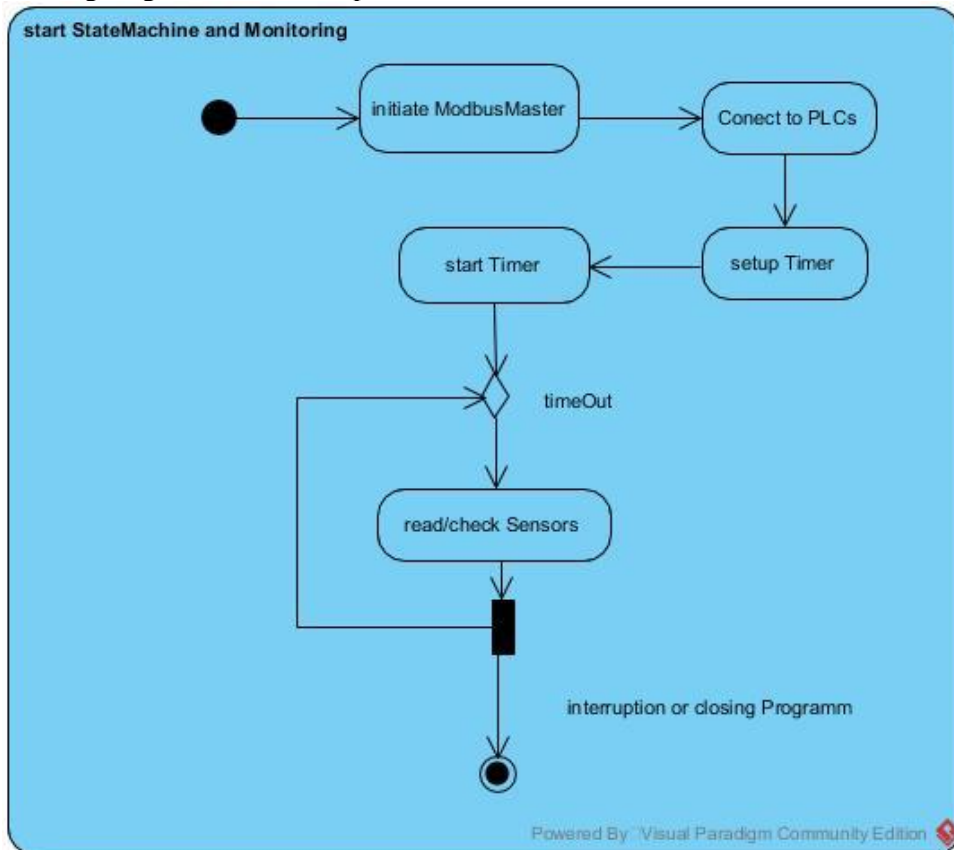 start StateMachine and Monitoring
initiate ModbusMaster
Conect to PLCs
setup Timer
start Timer
timeOut
read/check Sensors
interruption or closing Programm
Powered By Visual Paradigm Community Edition